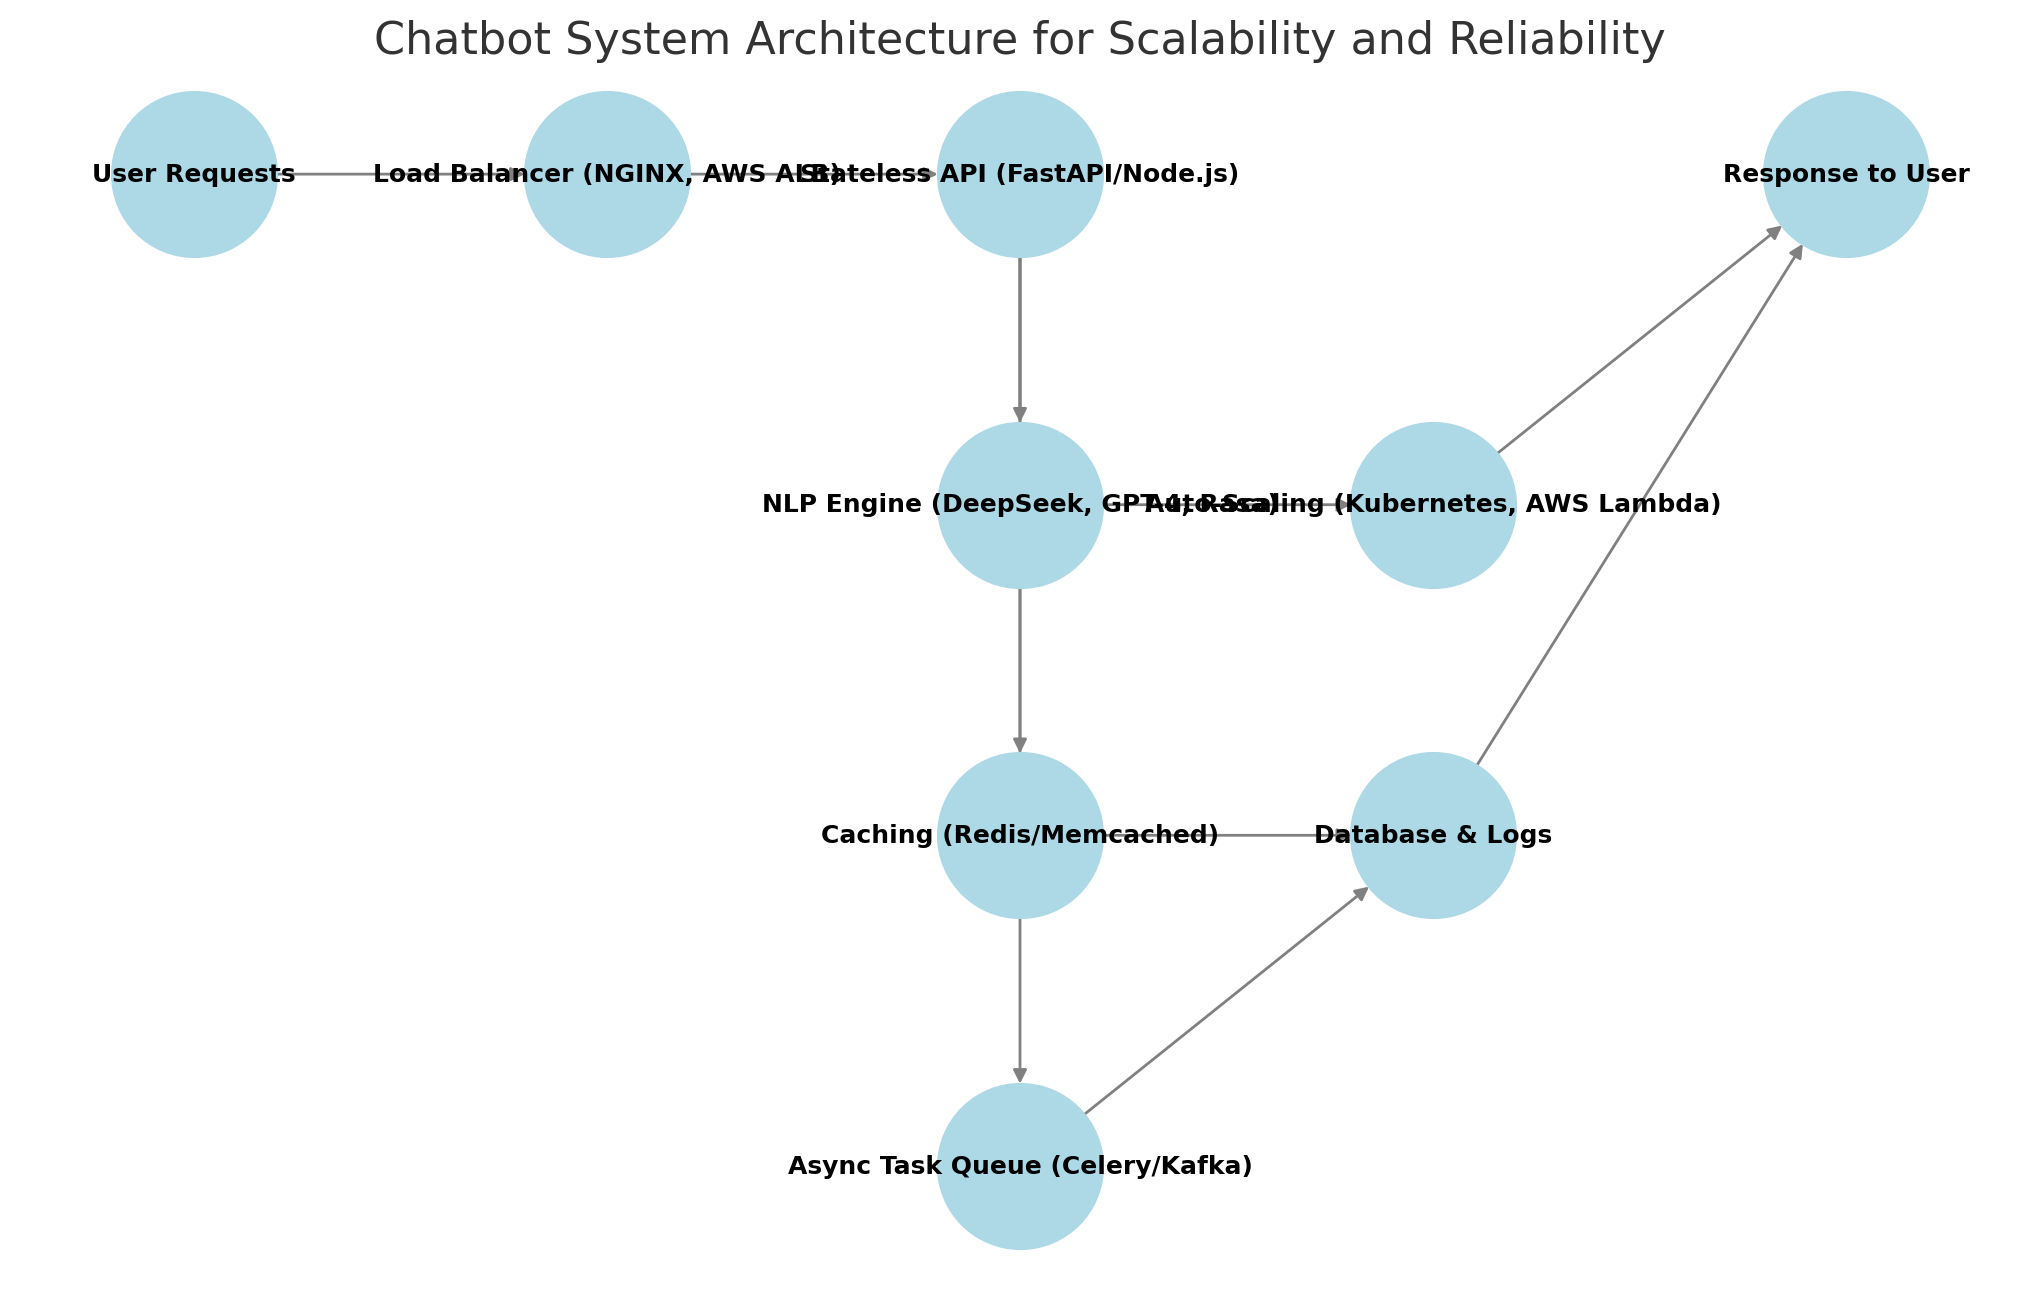 Chatbot System Architecture for Scalability and Reliability
User Requests
Load Balancer (NGINX, AWS ALB)
Stateless API (FastAPI/Node.js)
Response to User
NLP Engine (DeepSeek, GPT-4, Rasa)
Auto-Scaling (Kubernetes, AWS Lambda)
Caching (Redis/Memcached)
Database & Logs
Async Task Queue (Celery/Kafka)